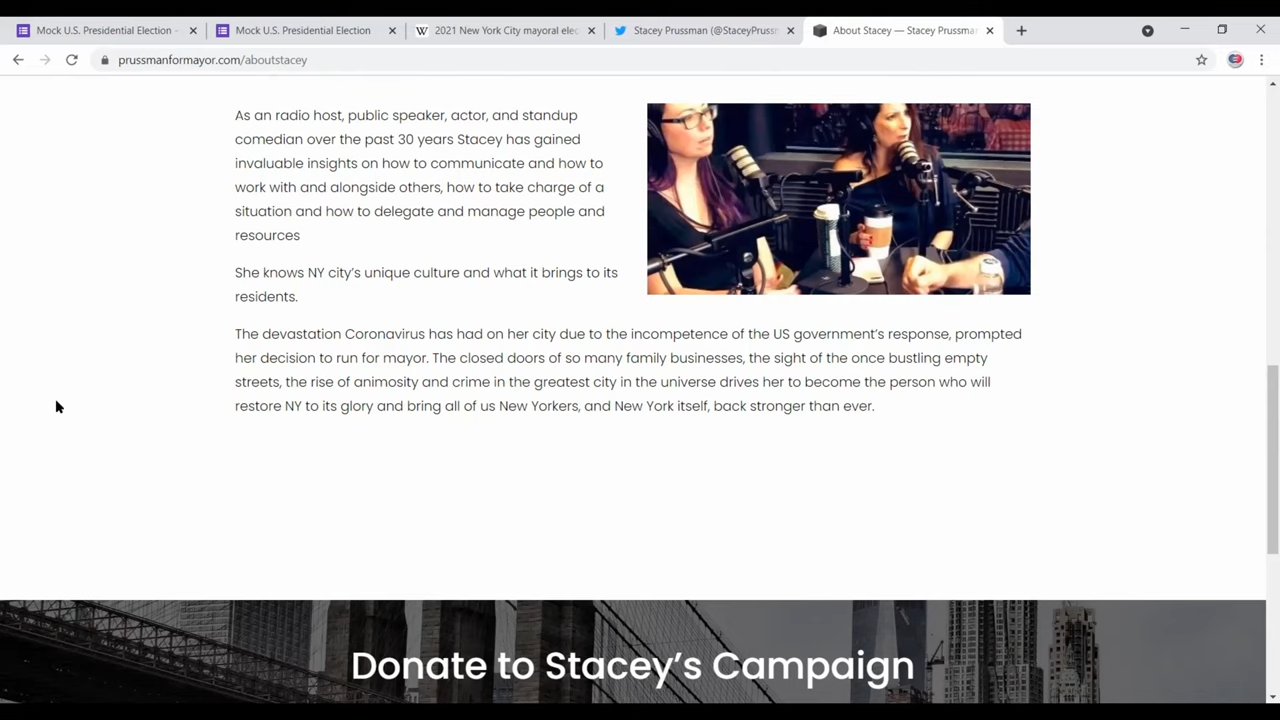 Mock U.S. Presidential Election -
Mock U.S. Presidential Election
2021 New York City mayoral elec
Stacey Prussman (@StaceyPrussm
About Stacey — Stacey Prussman
prussmanformayor.com/aboutstacey
As an radio host, public speaker, actor, and standup
comedian over the past 30 years Stacey has gained
invaluable insights on how to communicate and how to
work with and alongside others, how to take charge of a
situation and how to delegate and manage people and
resources
She knows NY city’s unique culture and what it brings to its
residents.
The devastation Coronavirus has had on her city due to the incompetence of the US government’s response, prompted
her decision to run for mayor. The closed doors of so many family businesses, the sight of the once bustling empty
streets, the rise of animosity and crime in the greatest city in the universe drives her to become the person who will
restore NY to its glory and bring all of us New Yorkers, and New York itself, back stronger than ever.
Donate to Stacey’s Campaign